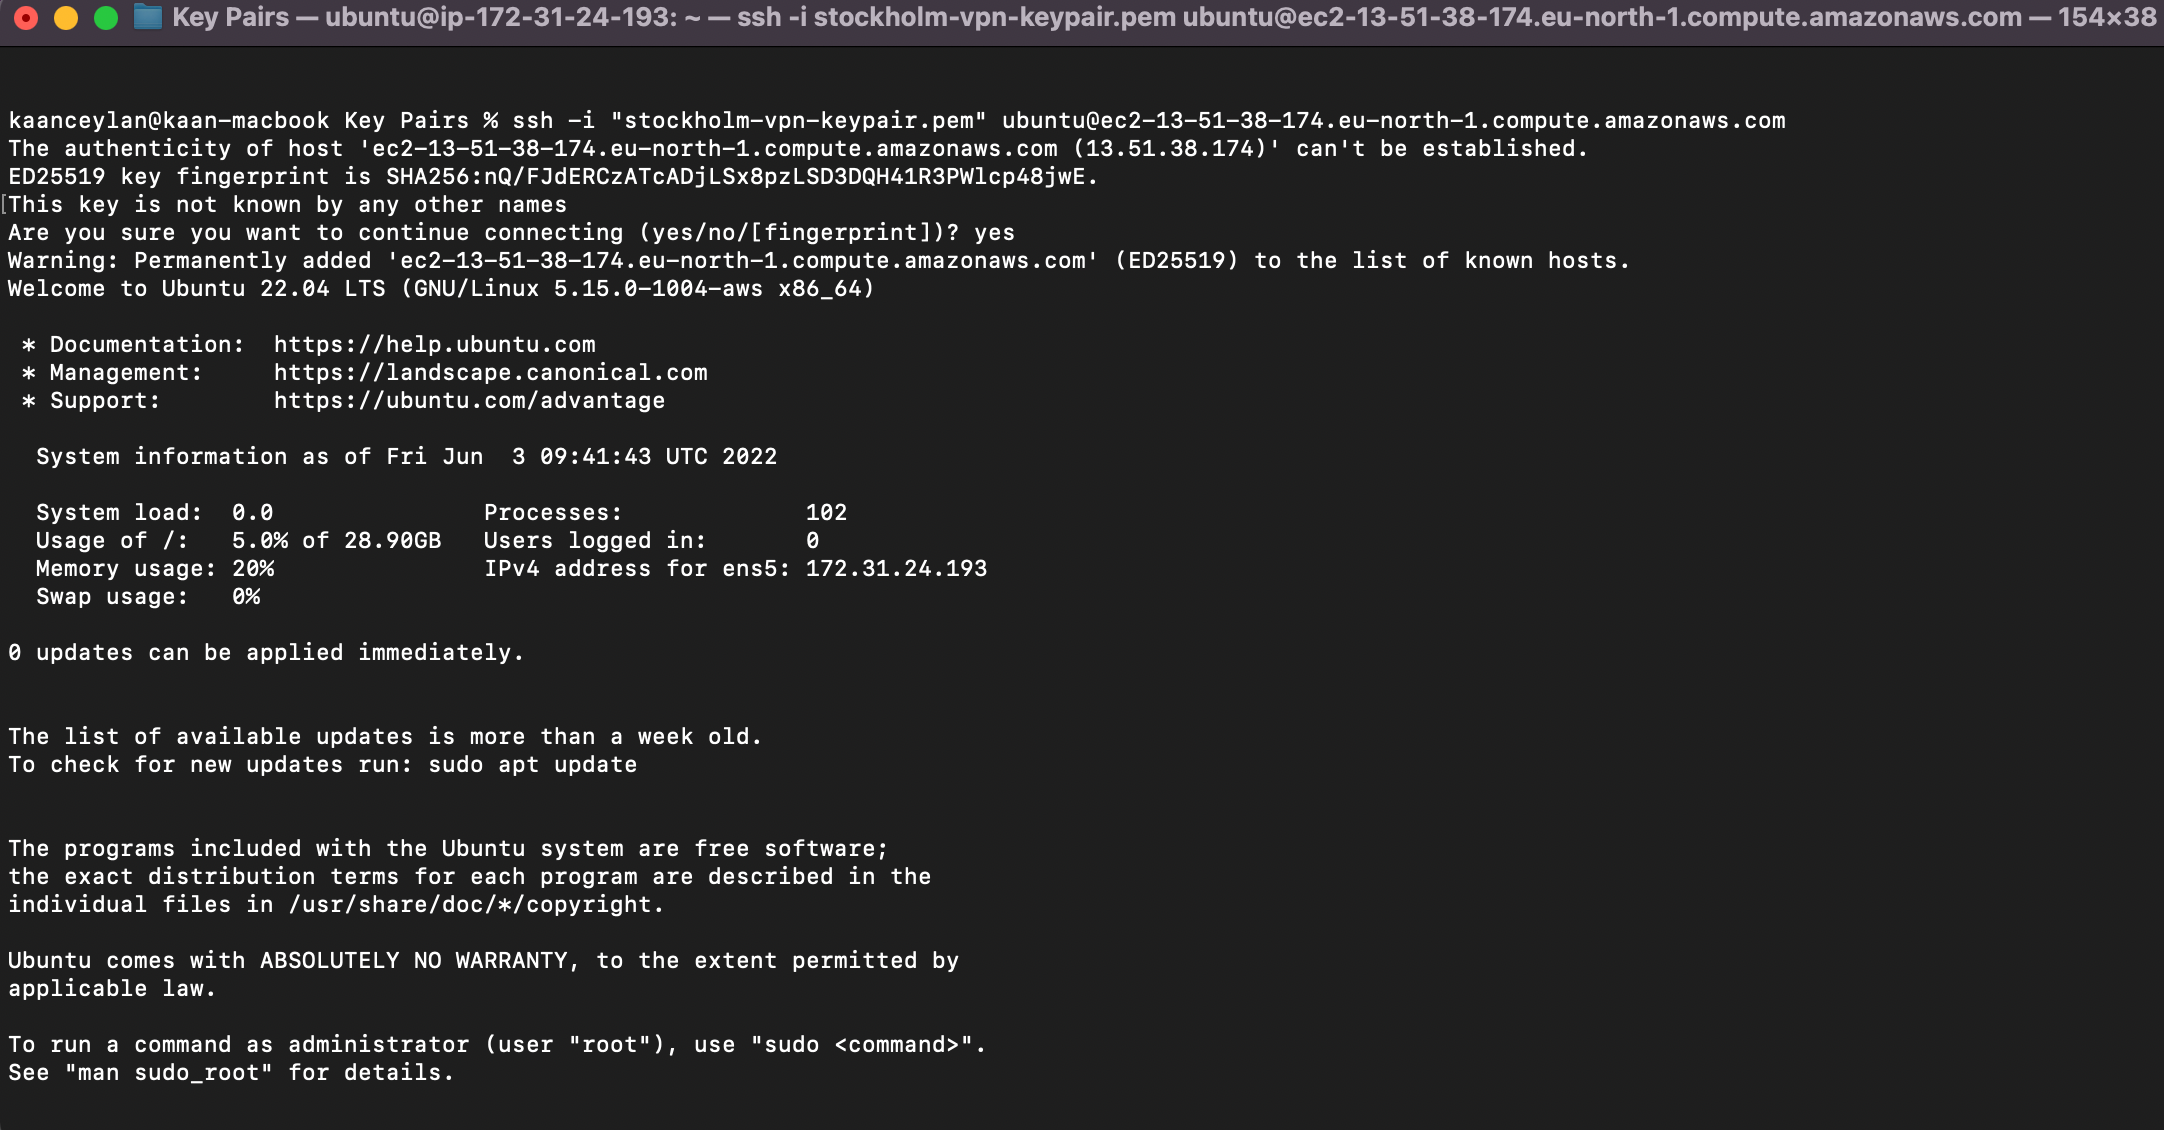 Key Pairs — ubuntu@ip-172-31-24-193: ~ — ssh -i stockholm-vpn-keypair.pem ubuntu@ec2-13-51-38-174.eu-north-1.compute.amazonaws.com — 154×38
kaanceylan@kaan-macbook Key Pairs % ssh -i "stockholm-vpn-keypair.pem" ubuntu@ec2-13-51-38-174.eu-north-1.compute.amazonaws.com
The authenticity of host 'ec2-13-51-38-174.eu-north-1.compute.amazonaws.com (13.51.38.174)' can't be established.
ED25519 key fingerprint is SHA256:nQ/FJdERCzATcADjLSx8pzLSD3DQH41R3PWlcp48jwE.
[This key is not known by any other names
Are you sure you want to continue connecting (yes/no/[fingerprint])? yes
Warning: Permanently added 'ec2-13-51-38-174.eu-north-1.compute.amazonaws.com' (ED25519) to the list of known hosts.
Welcome to Ubuntu 22.04 LTS (GNU/Linux 5.15.0-1004-aws x86_64)
 * Documentation:  https://help.ubuntu.com
 * Management:     https://landscape.canonical.com
 * Support:        https://ubuntu.com/advantage
  System information as of Fri Jun  3 09:41:43 UTC 2022
  System load:  0.0               Processes:             102
  Usage of /:   5.0% of 28.90GB   Users logged in:       0
  Memory usage: 20%               IPv4 address for ens5: 172.31.24.193
  Swap usage:   0%
0 updates can be applied immediately.
The list of available updates is more than a week old.
To check for new updates run: sudo apt update
The programs included with the Ubuntu system are free software;
the exact distribution terms for each program are described in the
individual files in /usr/share/doc/*/copyright.
Ubuntu comes with ABSOLUTELY NO WARRANTY, to the extent permitted by
applicable law.
To run a command as administrator (user "root"), use "sudo <command>".
See "man sudo_root" for details.